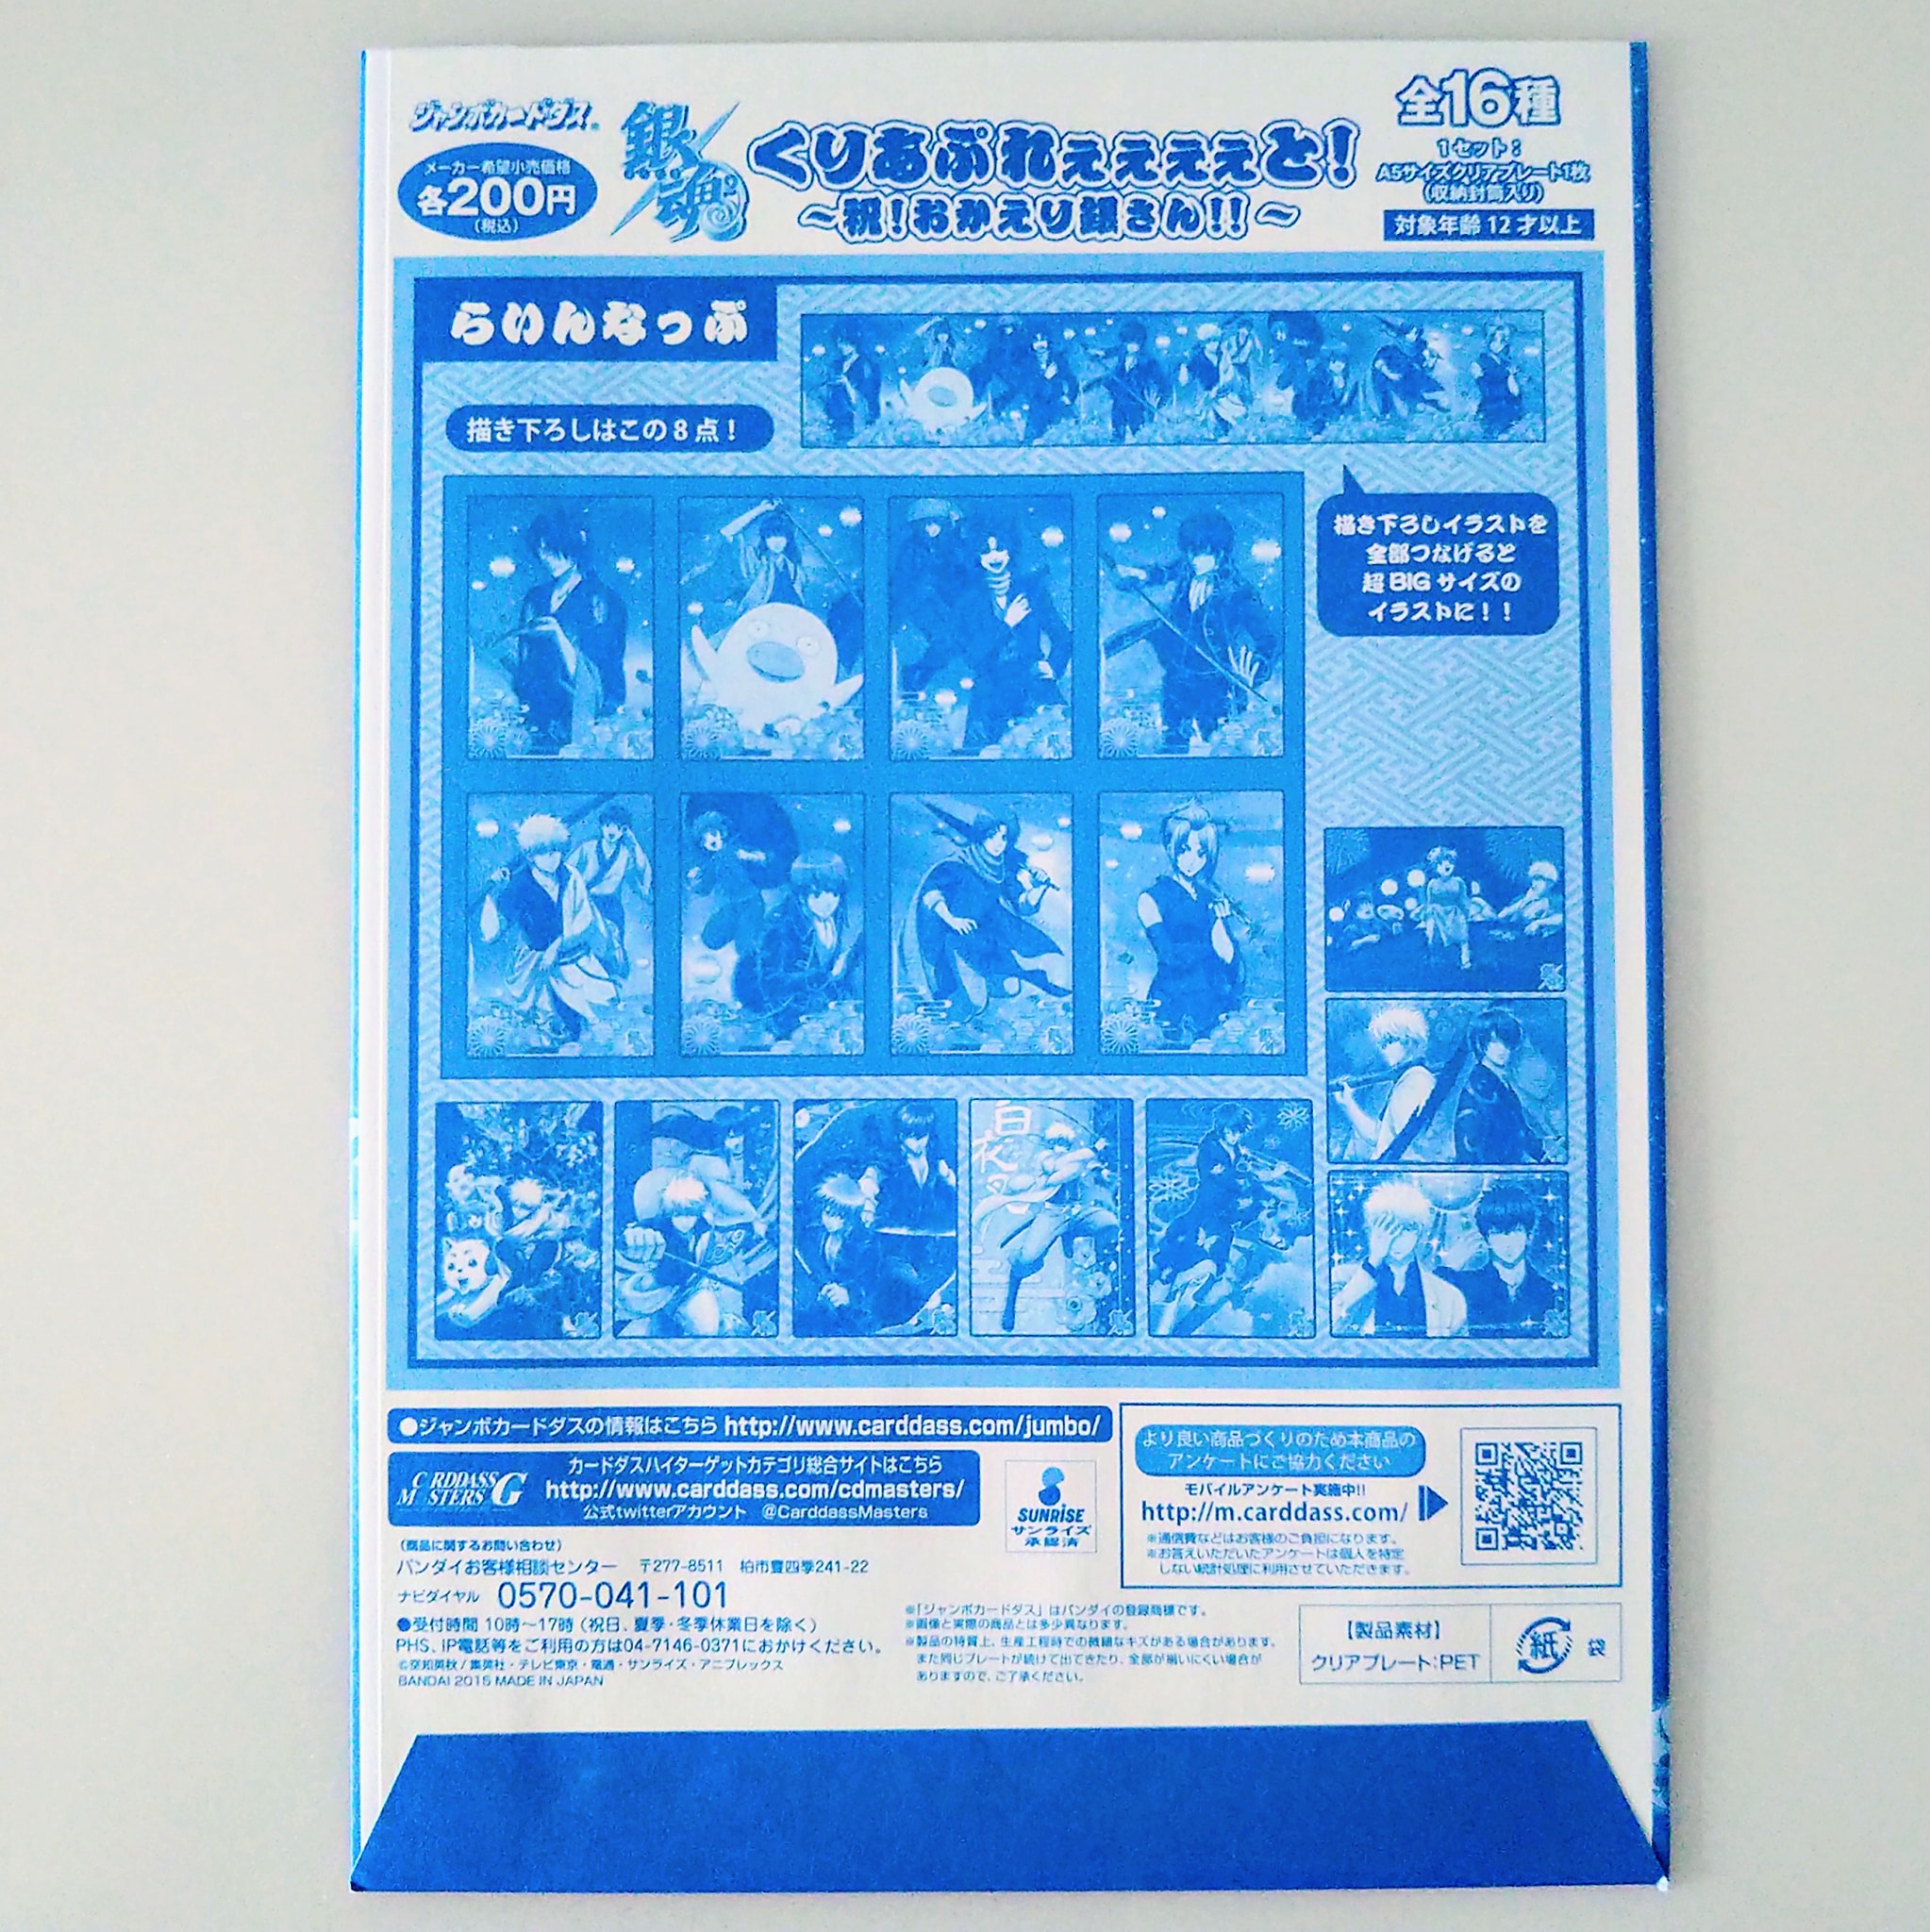 ジャンボカードダス
メーカー希望小売価格
各200円
(税込)
銀魂
くりあぷれぇぇぇぇと！
～祝！おかえり銀さん!!～
全16種
1セット：
A5サイズクリアプレート1枚
(収納封筒入り)
対象年齢12才以上
らいんなっぷ
描き下ろしはこの8点！
描き下ろしイラストを
全部つなげると
超BIGサイズの
イラストに！！
白夜
●ジャンボカードダスの情報はこちら http://www.carddass.com/jumbo/
CARDDASS MASTERS G
カードダスハイターゲットカテゴリ総合サイトはこちら
http://www.carddass.com/cdmasters/
公式twitterアカウント @CarddassMasters
SUNRISE
サンライズ
承認済
より良い商品づくりのため本商品の
アンケートにご協力ください
モバイルアンケート実施中!!
http://m.carddass.com/
※通信費などはお客様のご負担になります。
※お答えいただいたアンケートは個人を特定
しない統計処理に利用させていただきます。
(商品に関するお問い合わせ)
バンダイお客様相談センター 〒277-8511 柏市豊四季241-22
ナビダイヤル 0570-041-101
●受付時間 10時～17時 (祝日、夏季・冬季休業日を除く)
PHS、IP電話等をご利用の方は04-7146-0371におかけください。
©空知英秋/集英社・テレビ東京・電通・サンライズ・アニプレックス
BANDAI 2015 MADE IN JAPAN
※「ジャンボカードダス」はバンダイの登録商標です。
※画像と実際の商品とは多少異なります。
※製品の特質上、生産工程時での微細なキズがある場合があります。
また同じプレートが続けて出てきたり、全部が揃いにくい場合が
ありますので、ご了承ください。
【製品素材】
クリアプレート:PET
紙
袋